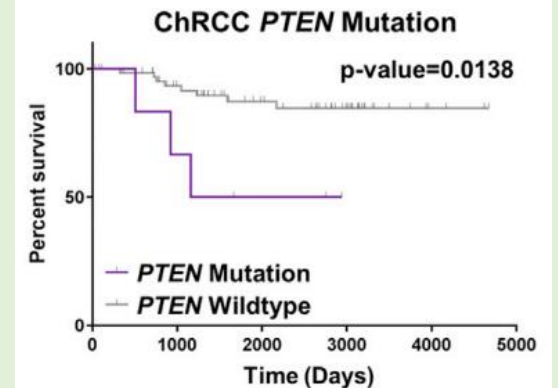 ChRCC PTEN Mutation
p-value=0.0138
Percent survival
100
50
0
PTEN Mutation
PTEN Wildtype
0 1000 2000 3000 4000 5000
Time (Days)